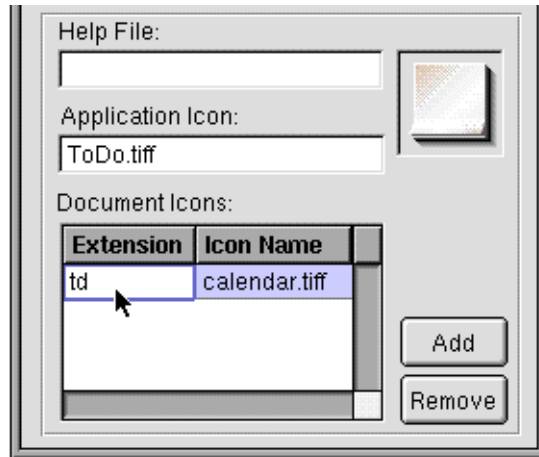 Help File:
Application Icon:
ToDo.tiff
Document Icons:
Extension Icon Name
td calendar.tiff
Add
Remove